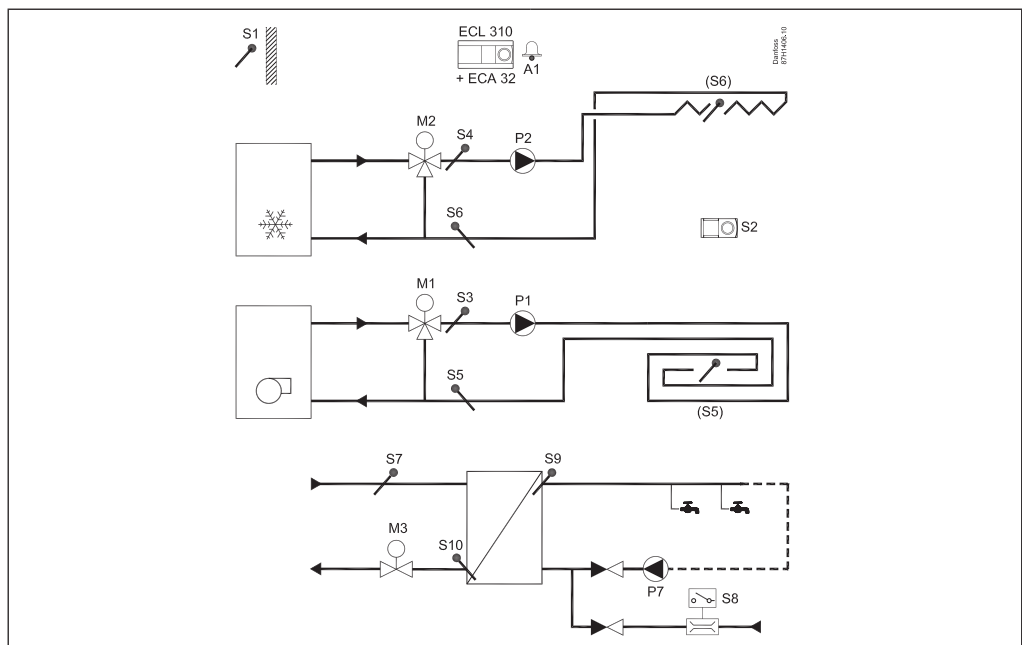 S1
ECL 310
A1
+ ECA 32
Danfoss
87H1406.10
(S6)
M2
S4
P2
S6
S2
M1
S3
P1
S5
(S5)
S7
S9
M3
S10
P7
S8